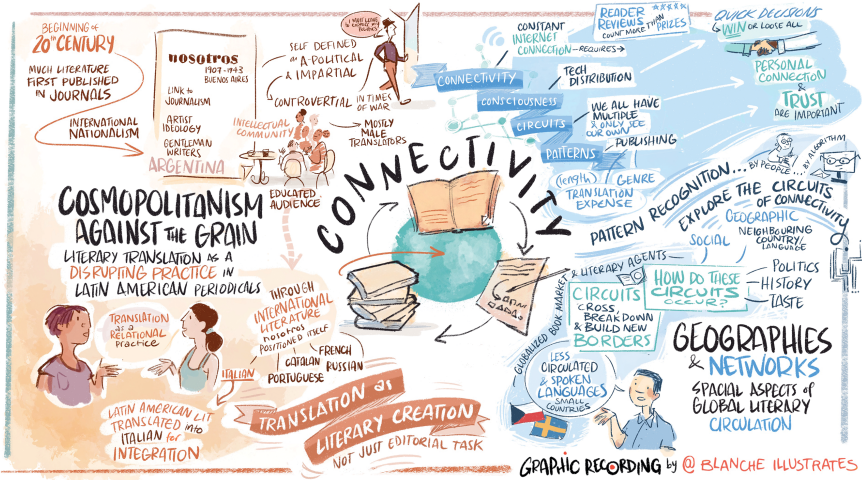 BEGINNING OF
20TH CENTURY
MUCH LITERATURE
FIRST PUBLISHED
IN JOURNALS
INTERNATIONAL
NATIONALISM
nosotros
1907-1943
BUENOS AIRES
LINK to
JOURNALISM
ARTIST
IDEOLOGY
GENTLEMAN
WRITERS
ARGENTINA
SELF DEFINED
as A-POLITICAL
& IMPARTIAL
CONTROVERTIAL IN TIMES
OF WAR
INTELLECTUAL
COMMUNITY
MOSTLY
MALE
TRANSLATORS
EDUCATED
AUDIENCE
COSMOPOLITANISM
AGAINST THE GRAIN
LITERARY TRANSLATION AS A
DISRUPTING PRACTICE IN
LATIN AMERICAN PERIODICALS
TRANSLATION
as a
RELATIONAL
PRACTICE
THROUGH
INTERNATIONAL
LITERATURE
nosotros
POSITIONED ITSELF
ITALIAN
PORTUGUESE
CATALAN
FRENCH
RUSSIAN
LATIN AMERICAN LIT
TRANSLATED into
ITALIAN for
INTEGRATION
TRANSLATION as
LITERARY CREATION
NOT JUST EDITORIAL TASK
CONNECTIVITY
CONSTANT
INTERNET
CONNECTION -REQUIRES→
READER
REVIEWS
COUNT MORE THAN
PRIZES
QUICK DECISIONS
WIN or LOOSE ALL
CONNECTIVITY
TECH
DISTRIBUTION
CONSCIOUSNESS
CIRCUITS
WE ALL HAVE
MULTIPLE
& ONLY SEE
OUR OWN
PATTERNS
PUBLISHING
(length)
GENRE
TRANSLATION
EXPENSE
PERSONAL
CONNECTION
&
TRUST
ARE IMPORTANT
PATTERN RECOGNITION...
BY PEOPLE...
BY ALGORITHM
EXPLORE THE CIRCUITS
OF CONNECTIVITY
SOCIAL
GEOGRAPHIC
NEIGHBOURING
COUNTRY/
LANGUAGE
GLOBALIZED BOOK MARKET
& LITERARY AGENTS
CIRCUITS
CROSS,
BREAK DOWN
& BUILD NEW
BORDERS
HOW DO THESE
CIRCUITS
OCCUR?
POLITICS
HISTORY
TASTE
LESS
CIRCULATED
& SPOKEN
LANGUAGES
SMALL
COUNTRIES
GEOGRAPHIES
& NETWORKS
SPACIAL ASPECTS of
GLOBAL LITERARY
CIRCULATION
GRAPHIC RECORDING by @ BLANCHE ILLUSTRATES